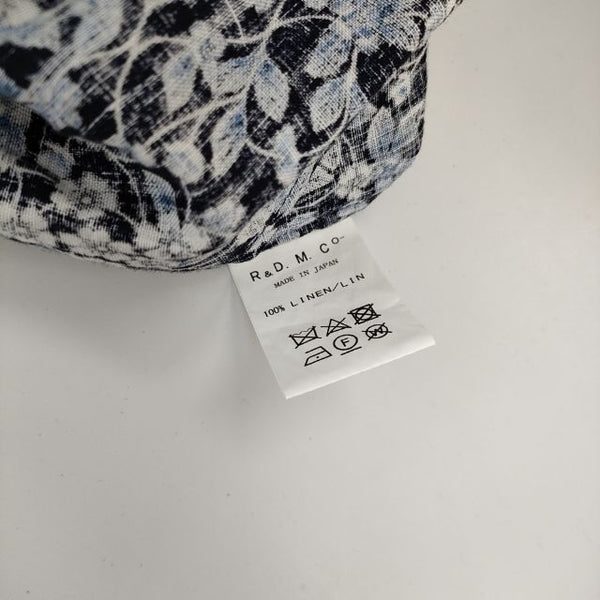 R&D. M. Co-
MADE IN JAPAN
100% LINEN/LIN
F W